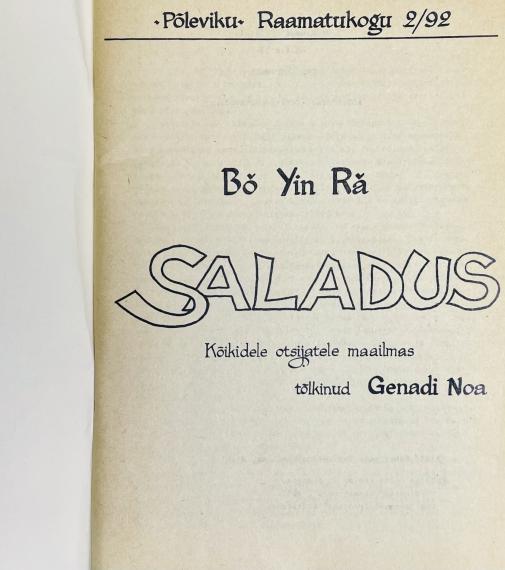 ·Põleviku· Raamatukogu 2/92
Bŏ Yin Ră
SALADUS
Kõikidele otsijatele maailmas
tõlkinud Genadi Noa